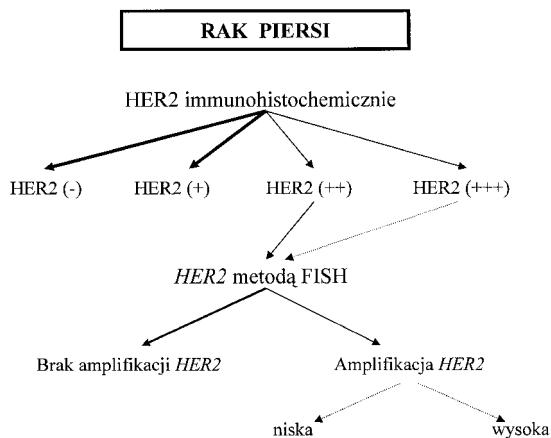 RAK PIERSI
HER2 immunohistochemicznie
HER2 (-) HER2 (+) HER2 (++) HER2 (+++)
HER2 metodą FISH
Brak amplifikacji HER2 Amplifikacja HER2
niska wysoka